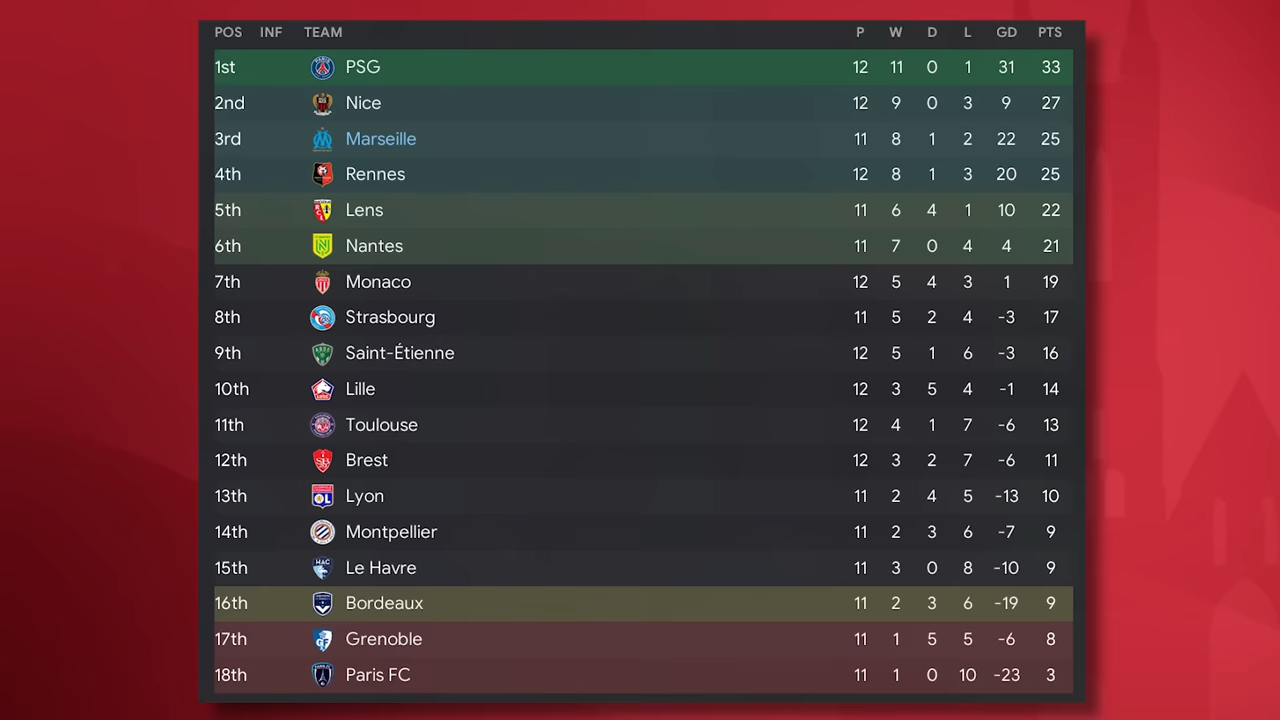 POS INF TEAM P W D L GD PTS
1st PSG 12 11 0 1 31 33
2nd Nice 12 9 0 3 9 27
3rd Marseille 11 8 1 2 22 25
4th Rennes 12 8 1 3 20 25
5th Lens 11 6 4 1 10 22
6th Nantes 11 7 0 4 4 21
7th Monaco 12 5 4 3 1 19
8th Strasbourg 11 5 2 4 -3 17
9th Saint-Étienne 12 5 1 6 -3 16
10th Lille 12 3 5 4 -1 14
11th Toulouse 12 4 1 7 -6 13
12th Brest 12 3 2 7 -6 11
13th Lyon 11 2 4 5 -13 10
14th Montpellier 11 2 3 6 -7 9
15th Le Havre 11 3 0 8 -10 9
16th Bordeaux 11 2 3 6 -19 9
17th Grenoble 11 1 5 5 -6 8
18th Paris FC 11 1 0 10 -23 3